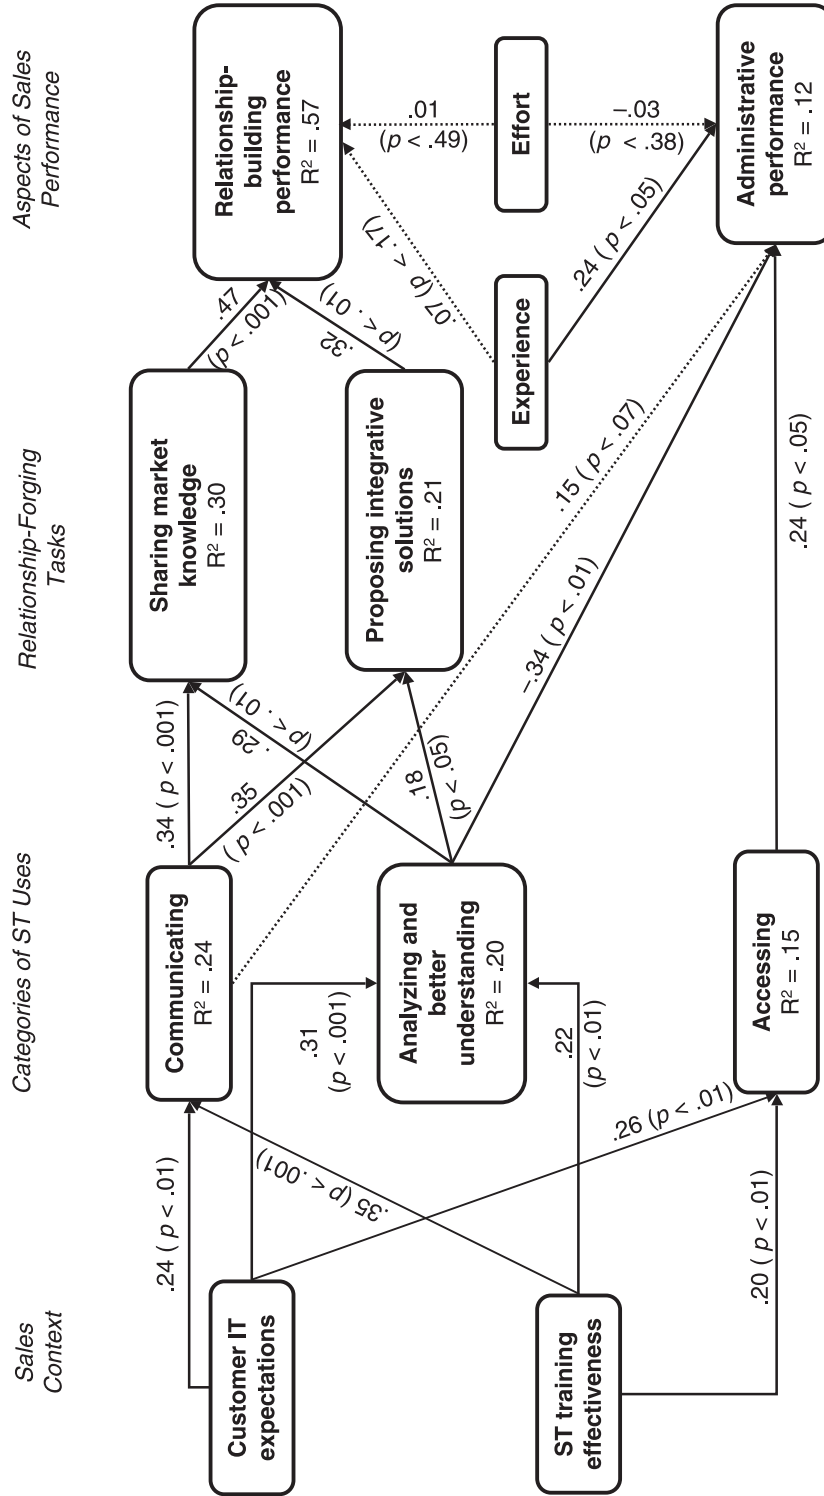 Sales
Context
Categories of ST Uses
Relationship-Forging
Tasks
Aspects of Sales
Performance
Customer IT
expectations
ST training
effectiveness
.24 ( p < .01)
.31
(p < .001)
.35 (p < .001)
.26 (p < .01)
.22
(p < .01)
.20 ( p < .01)
Communicating
R² = .24
Analyzing and
better
understanding
R² = .20
Accessing
R² = .15
.34 ( p < .001)
.35
( p < .001)
.29
(p < . 01)
.18
(p < .05)
.15 ( p < .07)
–.34 ( p < .01)
.24 ( p < .05)
Sharing market
knowledge
R² = .30
Proposing integrative
solutions
R² = .21
.47
(p < .001)
.32
(p < . 01)
Experience
Effort
.07 (p < .17)
.24 ( p < .05)
.01
(p < .49)
–.03
(p < .38)
Relationship-
building
performance
R² = .57
Administrative
performance
R² = .12